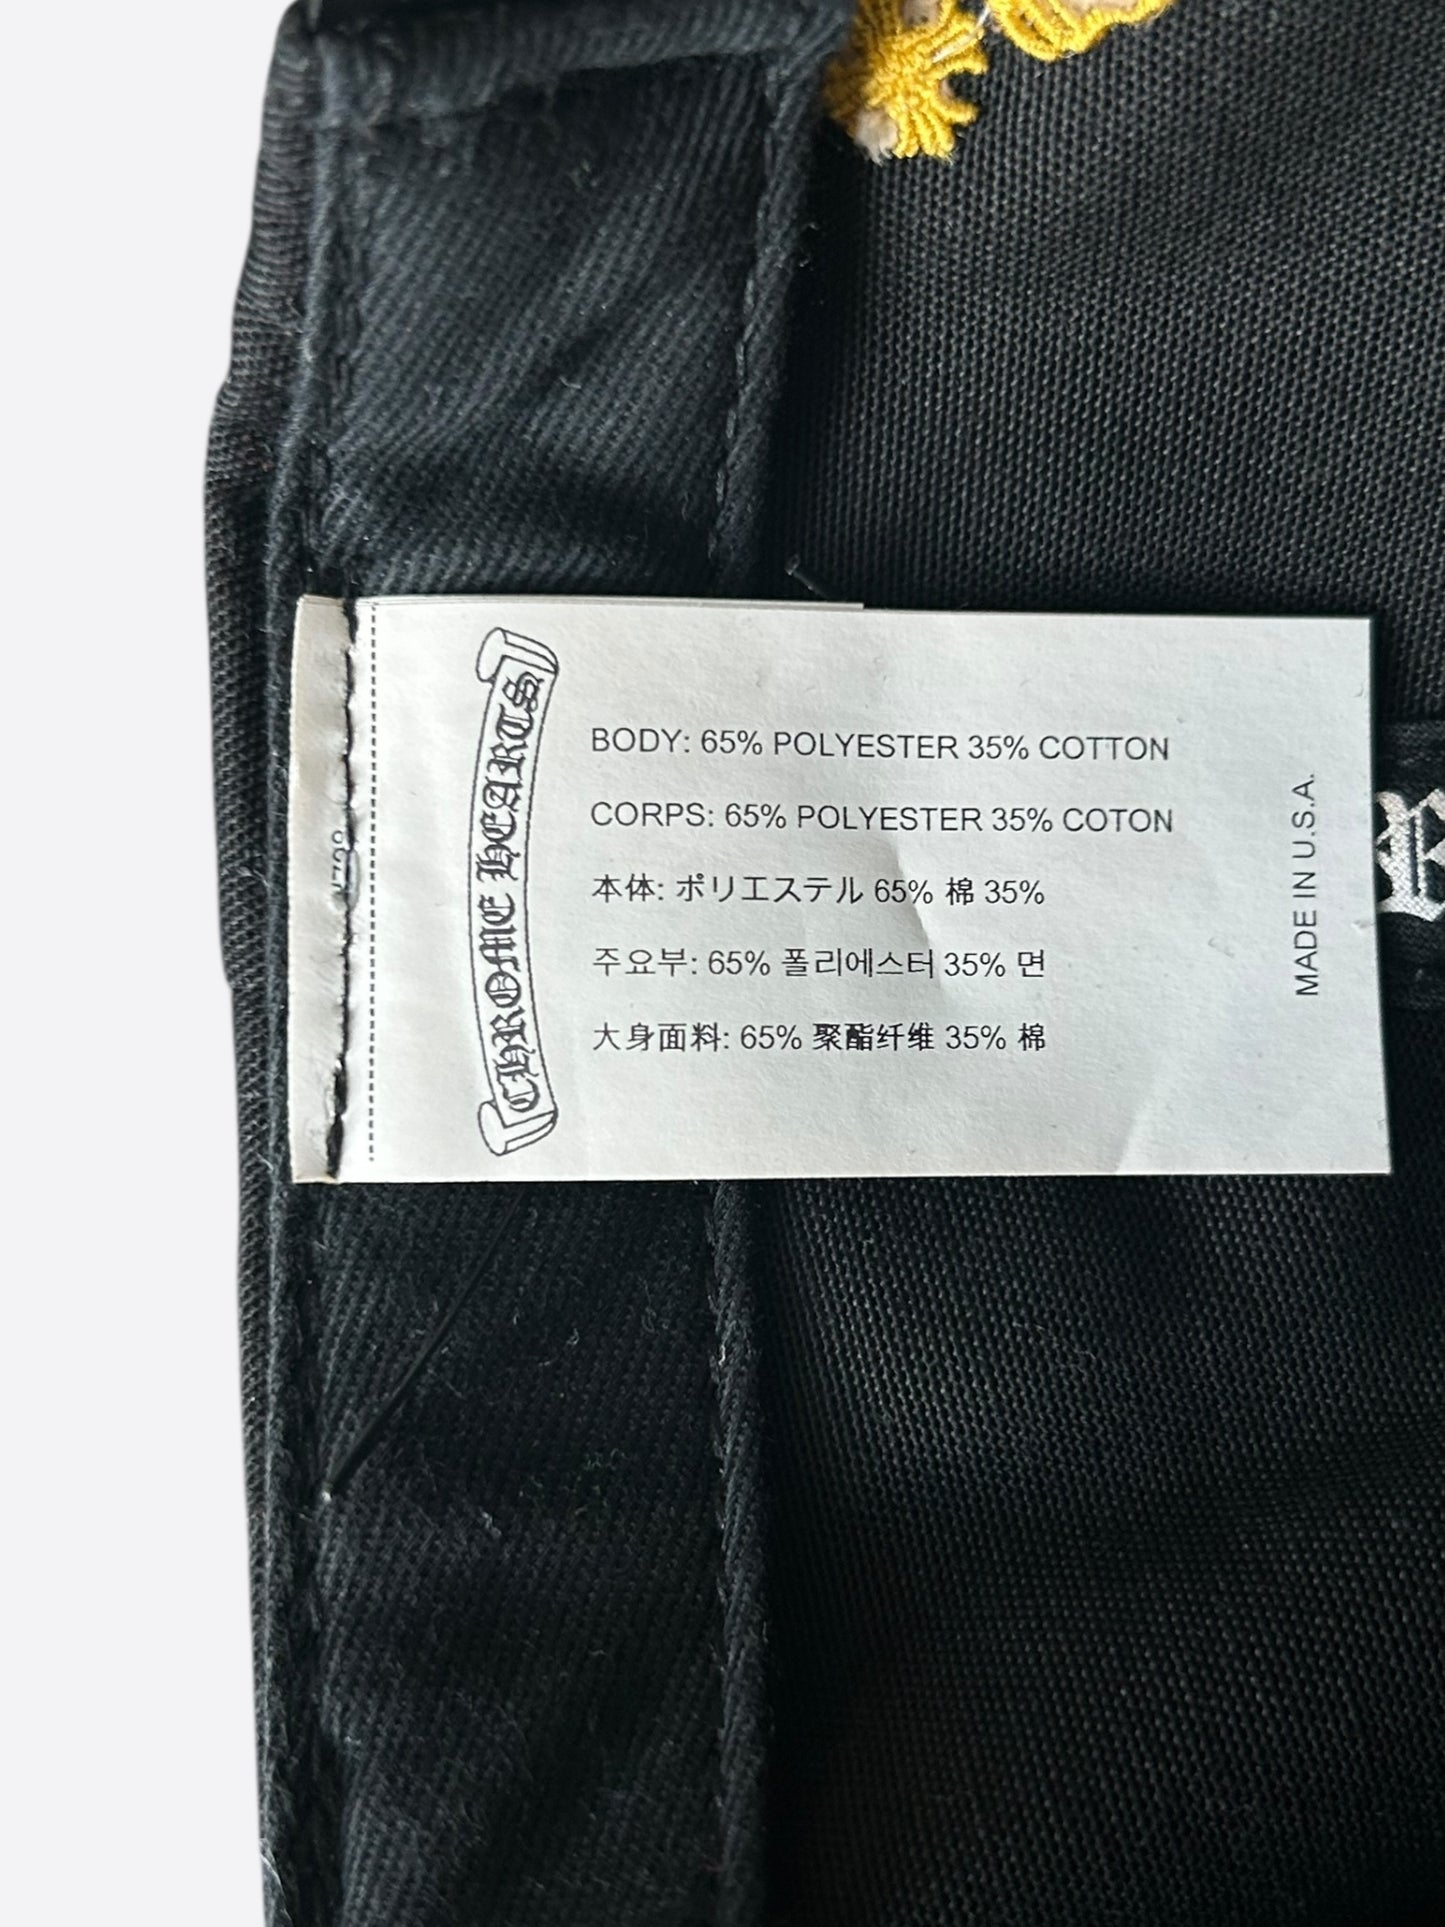 CHROME HEARTS
BODY: 65% POLYESTER 35% COTTON
CORPS: 65% POLYESTER 35% COTON
本体: ポリエステル 65% 棉 35%
주요부: 65% 폴리에스터 35% 면
大身面料: 65% 聚酯纤维 35% 棉
MADE IN U.S.A.